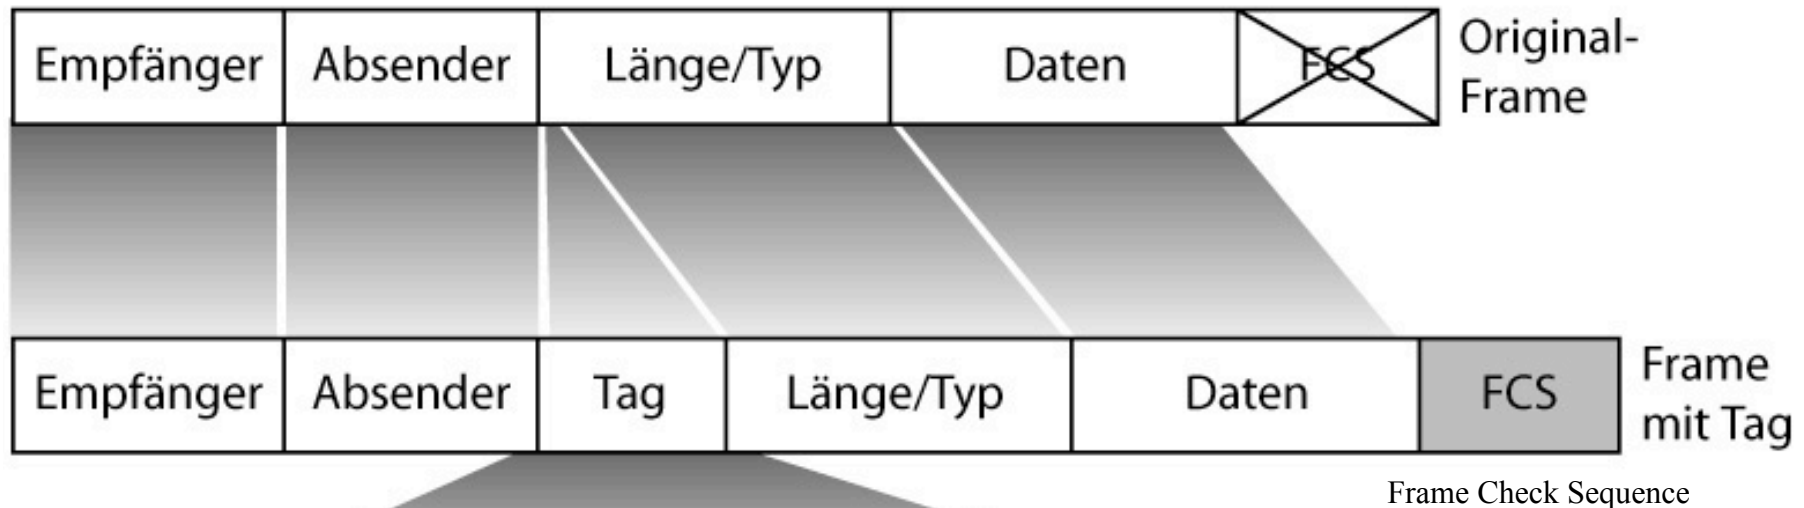 Empfänger Absender Länge/Typ Daten FCS Original-
Frame
Empfänger Absender Tag Länge/Typ Daten FCS Frame
mit Tag
Frame Check Sequence